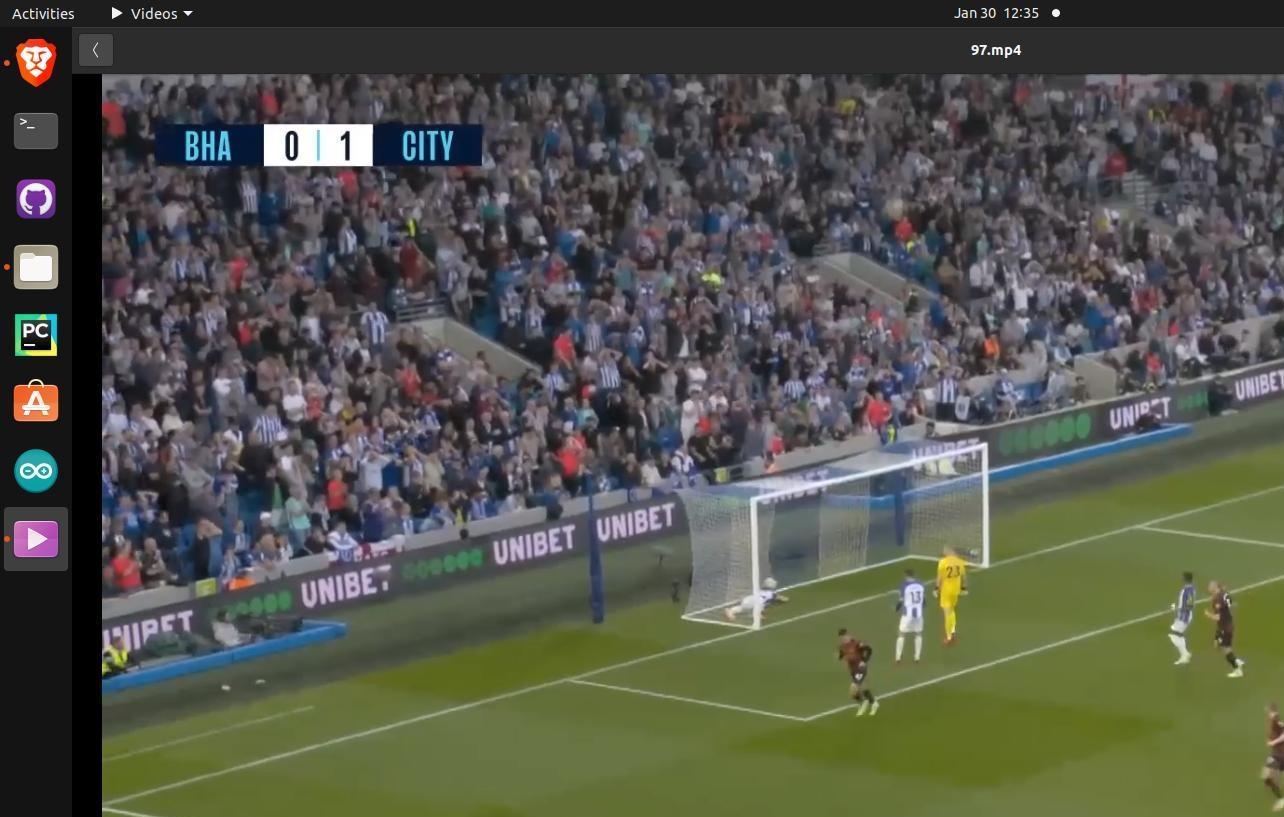 Activities
Videos
Jan 30 12:35
97.mp4
>_
BHA 0 1 CITY
PC
UNIBET
UNIBET
UNIBET
UNIBET
UNIBET
UNIBET
13
23